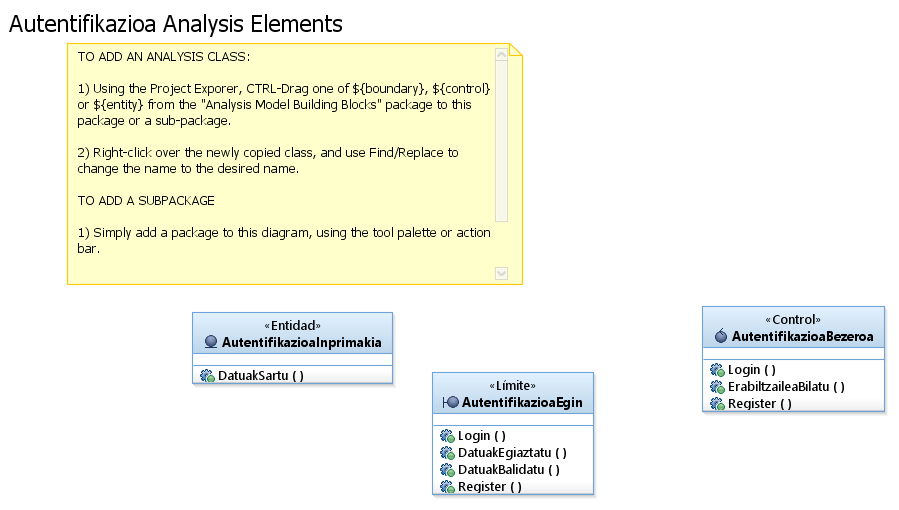 Autentifikazioa Analysis Elements
TO ADD AN ANALYSIS CLASS:
1) Using the Project Exporer, CTRL-Drag one of ${boundary}, ${control}
or ${entity} from the "Analysis Model Building Blocks" package to this
package or a sub-package.
2) Right-click over the newly copied class, and use Find/Replace to
change the name to the desired name.
TO ADD A SUBPACKAGE
1) Simply add a package to this diagram, using the tool palette or action
bar.
«Entidad»
AutentifikazioaInprimakia
DatuakSartu ( )
«Límite»
AutentifikazioaEgin
Login ( )
DatuakEgiaztatu ( )
DatuakBalidatu ( )
Register ( )
«Control»
AutentifikazioaBezeroa
Login ( )
ErabiltzaileaBilatu ( )
Register ( )